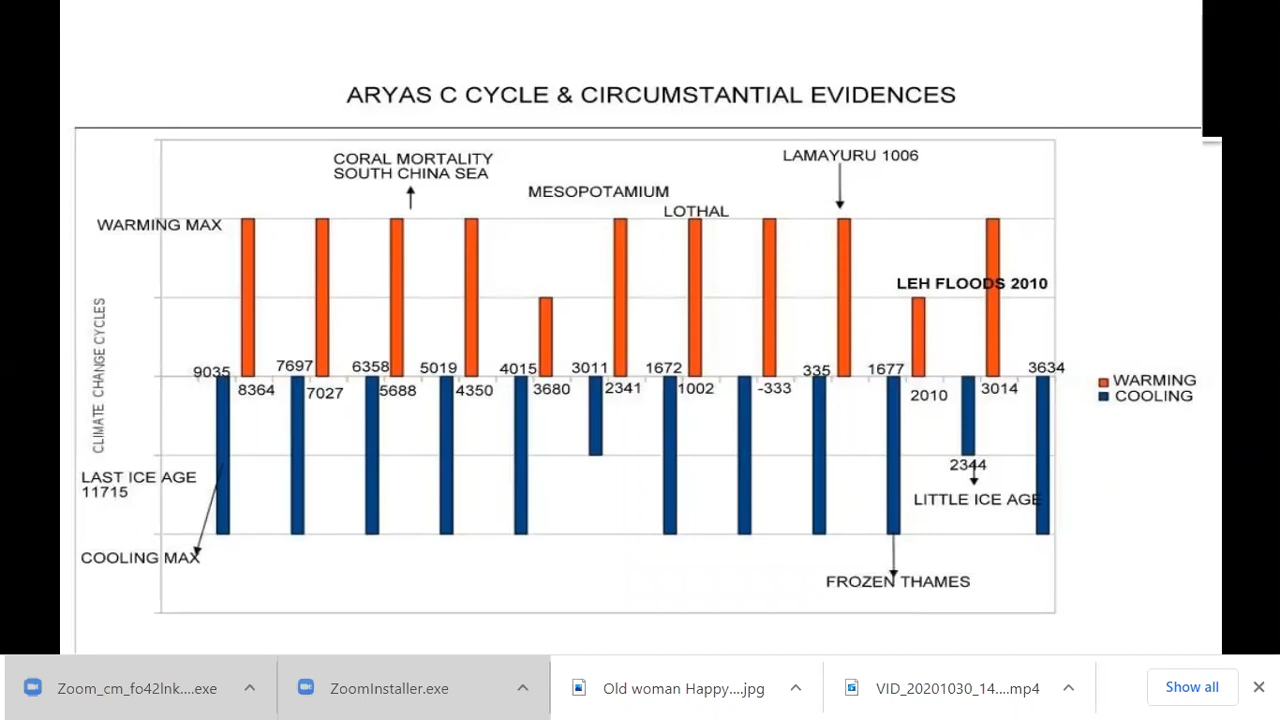 ARYAS C CYCLE & CIRCUMSTANTIAL EVIDENCES
CORAL MORTALITY
SOUTH CHINA SEA
LAMAYURU 1006
MESOPOTAMIUM
LOTHAL
WARMING MAX
LEH FLOODS 2010
CLIMATE CHANGE CYCLES
9035 7697 6358 5019 4015 3011 1672 335 1677 3634
8364 7027 5688 4350 3680 2341 1002 -333 2010 3014
WARMING
COOLING
2344
LAST ICE AGE
11715
LITTLE ICE AGE
COOLING MAX
FROZEN THAMES
Zoom_cm_fo42lnk....exe
ZoomInstaller.exe
Old woman Happy....jpg
VID_20201030_14....mp4
Show all